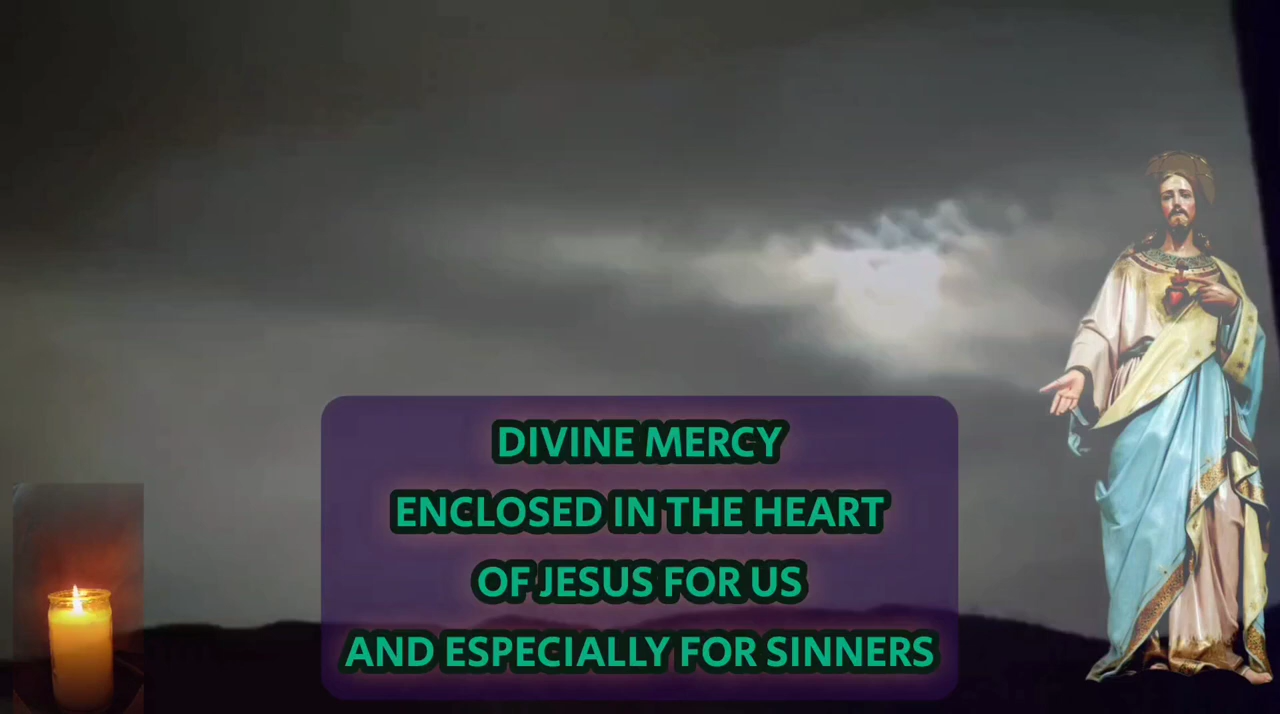 DIVINE MERCY
ENCLOSED IN THE HEART
OF JESUS FOR US
AND ESPECIALLY FOR SINNERS